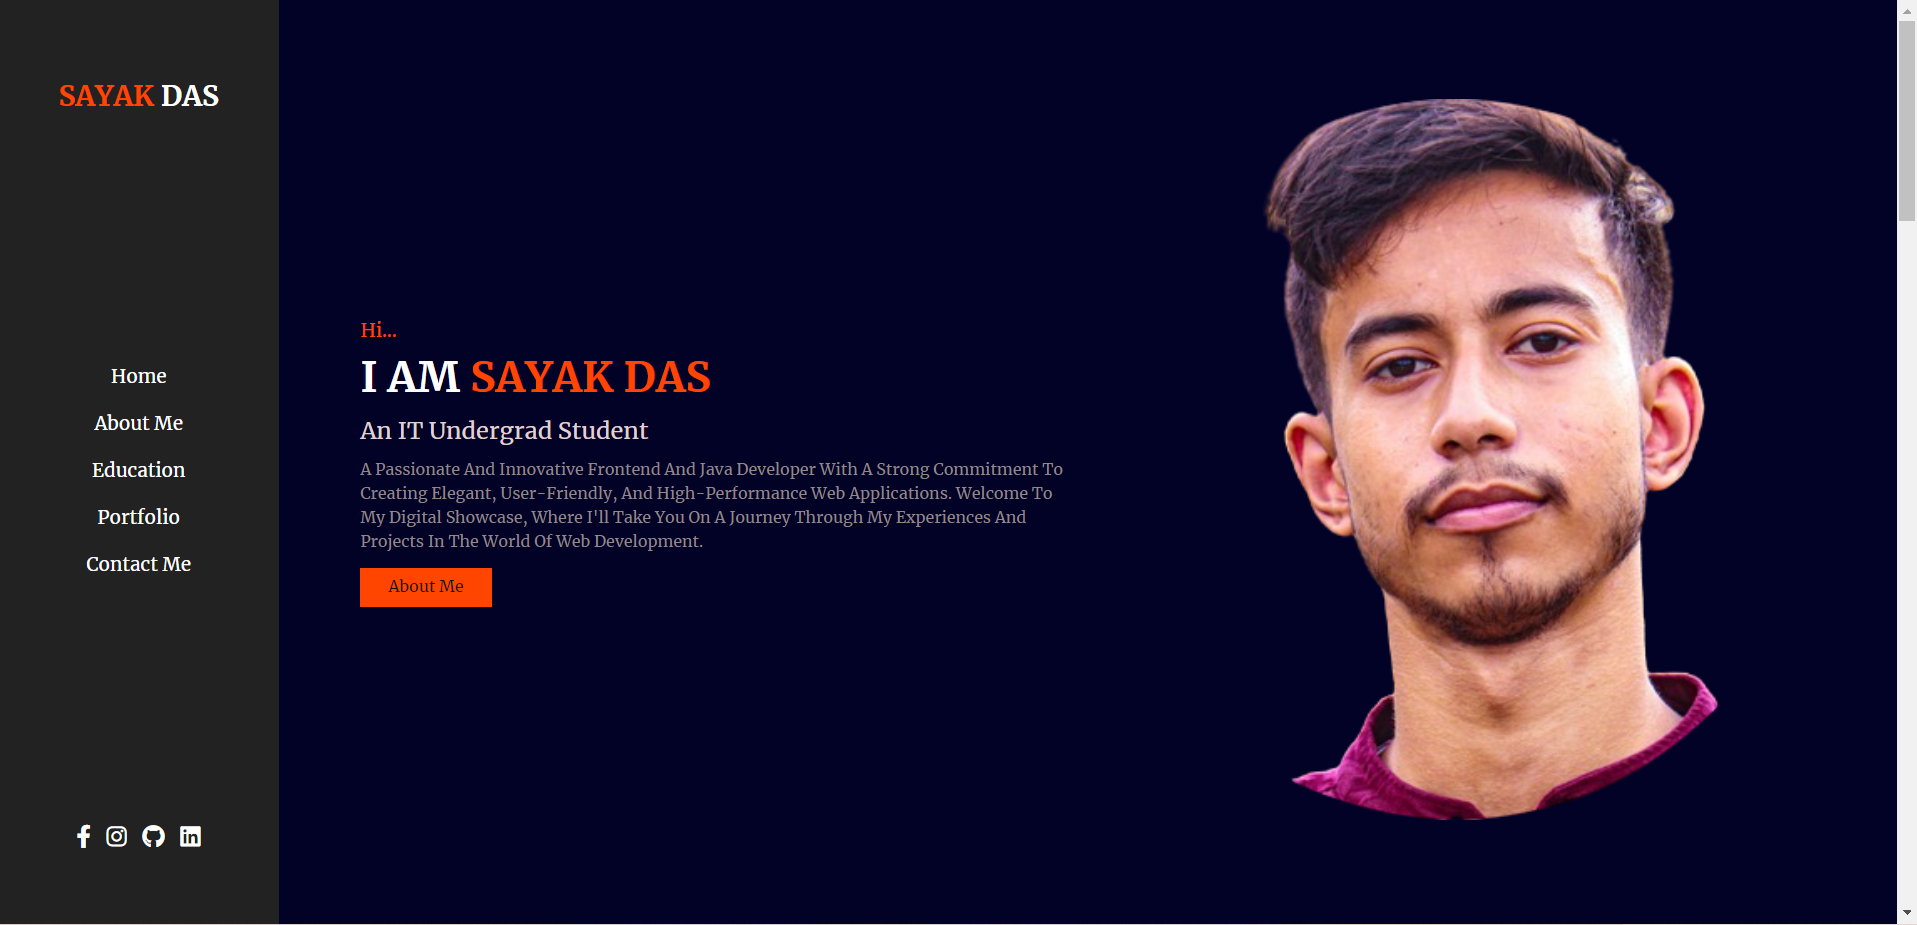 SAYAK DAS
Home
About Me
Education
Portfolio
Contact Me
Hi...
I AM SAYAK DAS
An IT Undergrad Student
A Passionate And Innovative Frontend And Java Developer With A Strong Commitment To
Creating Elegant, User-Friendly, And High-Performance Web Applications. Welcome To
My Digital Showcase, Where I'll Take You On A Journey Through My Experiences And
Projects In The World Of Web Development.
About Me